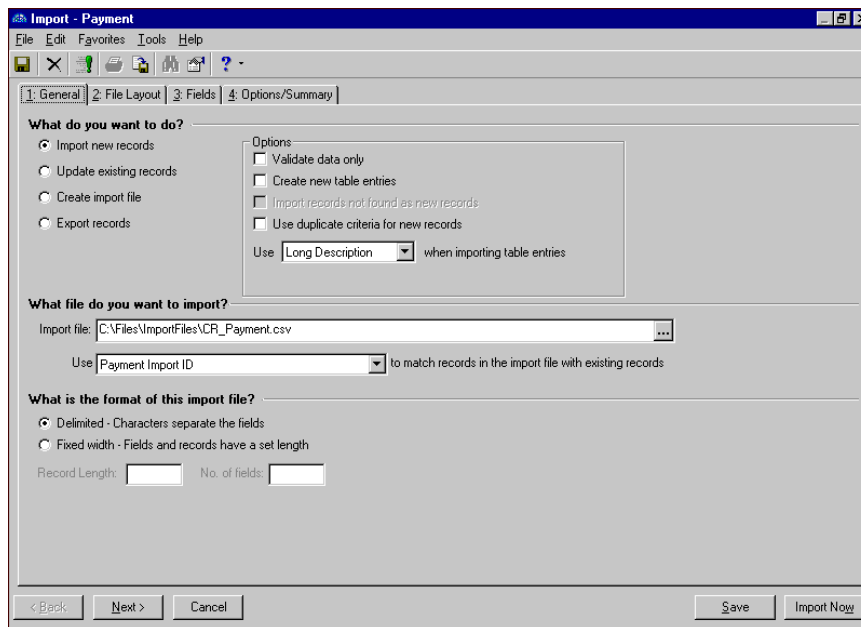 Import - Payment
File Edit Favorites Tools Help
1: General 2: File Layout 3: Fields 4: Options/Summary
What do you want to do?
Import new records
Update existing records
Create import file
Export records
Options
Validate data only
Create new table entries
Import records not found as new records
Use duplicate criteria for new records
Use Long Description when importing table entries
What file do you want to import?
Import file: C:\Files\ImportFiles\CR_Payment.csv ...
Use Payment Import ID to match records in the import file with existing records
What is the format of this import file?
Delimited - Characters separate the fields
Fixed width - Fields and records have a set length
Record Length: No. of fields:
< Back Next > Cancel Save Import Now